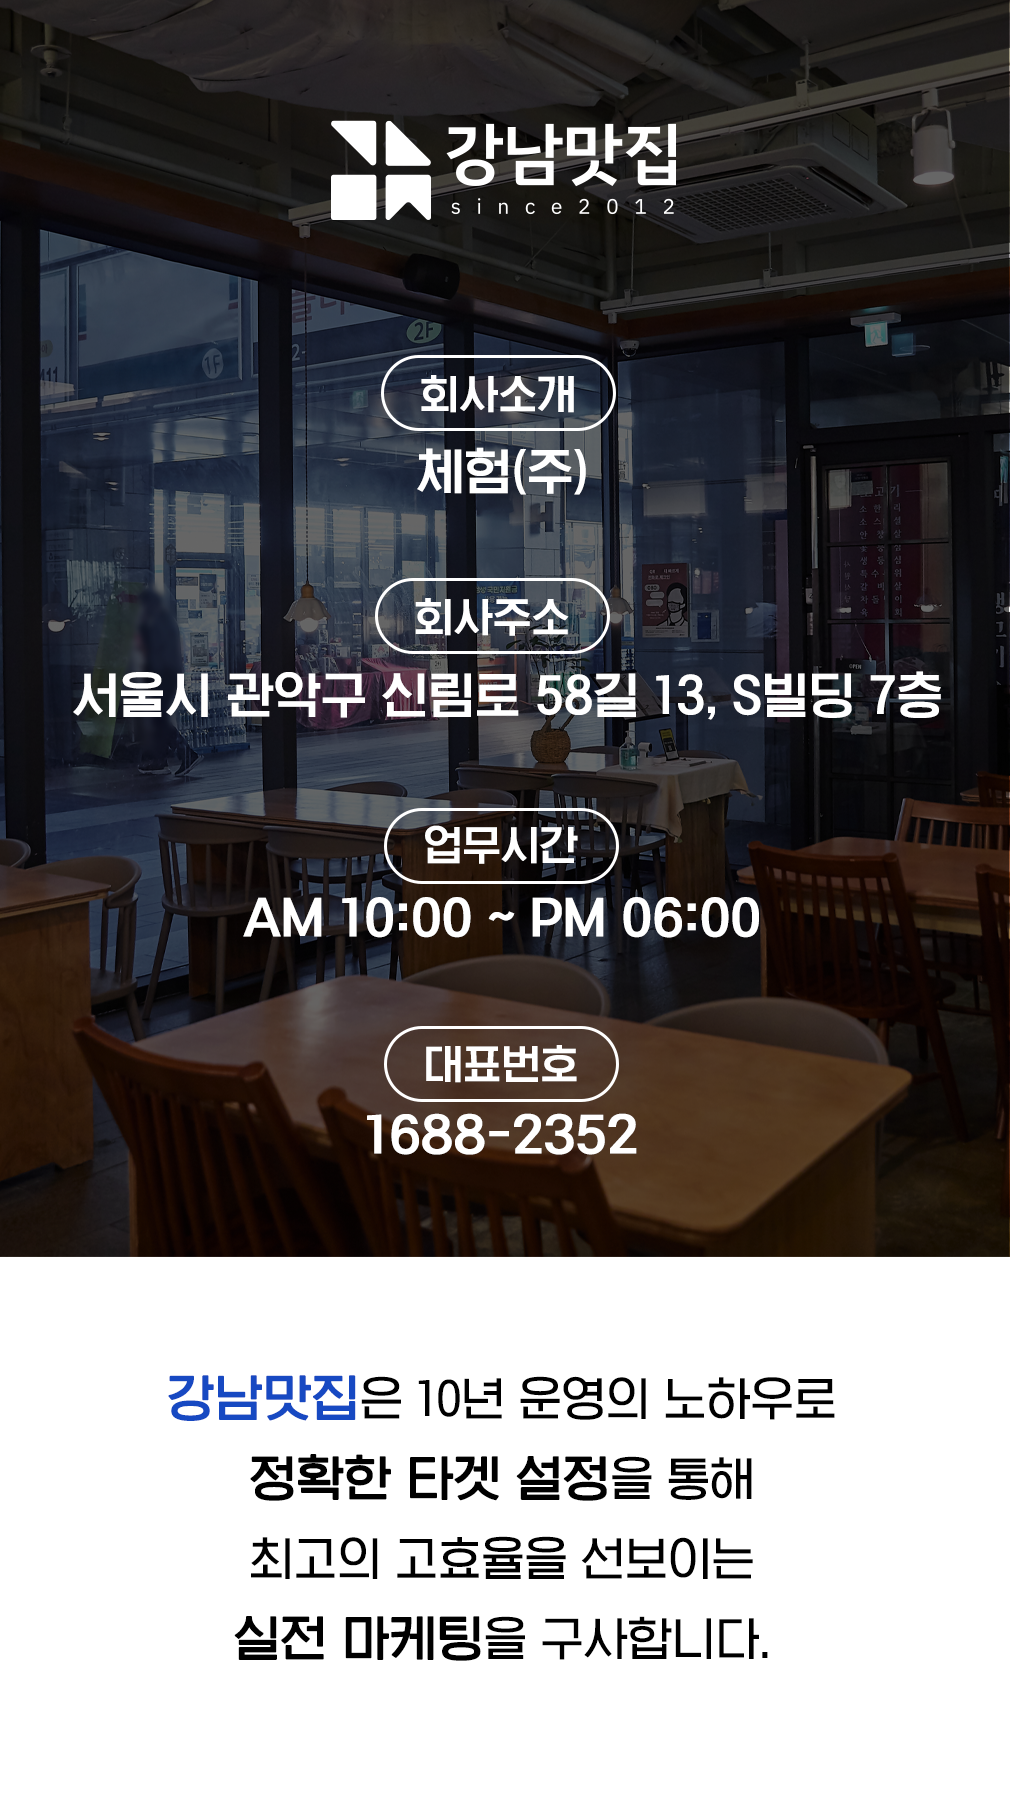 강남맛집
since2012
2F
1F
회사소개
체험(주)
회사주소
서울시 관악구 신림로 58길 13, S빌딩 7층
업무시간
AM 10:00 ~ PM 06:00
대표번호
1688-2352
강남맛집은 10년 운영의 노하우로
정확한 타겟 설정을 통해
최고의 고효율을 선보이는
실전 마케팅을 구사합니다.